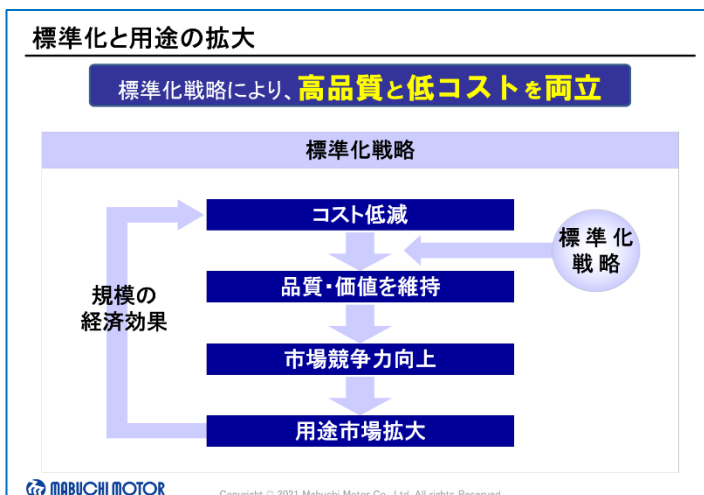 標準化と用途の拡大
標準化戦略により、高品質と低コストを両立
標準化戦略
コスト低減
標準化
戦略
品質・価値を維持
規模の
経済効果
市場競争力向上
用途市場拡大
MABUCHI MOTOR
Copyright © 2021 Mabuchi Motor Co., Ltd. All rights Reserved